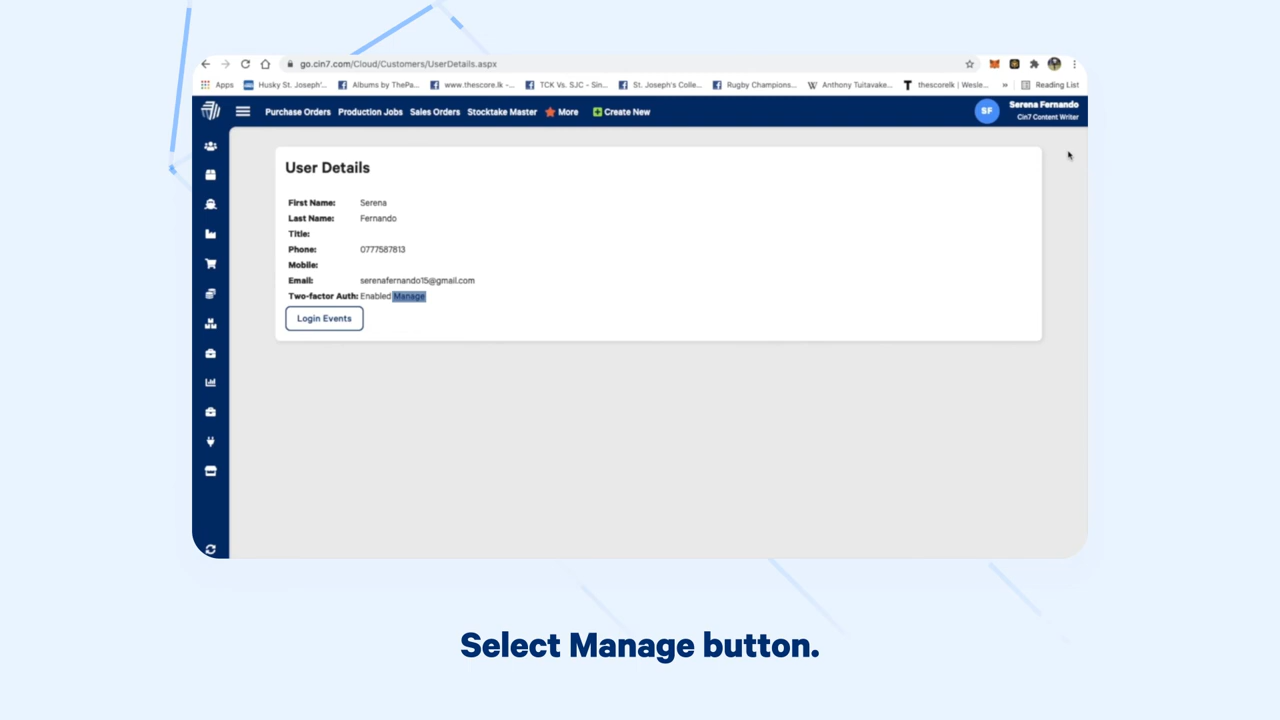 go.cin7.com/Cloud/Customers/UserDetails.aspx
Apps Husky St. Joseph'... Albums by ThePa... www.thescore.lk -... TCK Vs. SJC - Sin... St. Joseph's Colle... Rugby Champions... Anthony Tuitavake... thescorelk | Wesle... » Reading List
Purchase Orders Production Jobs Sales Orders Stocktake Master More Create New SF Serena Fernando
Cin7 Content Writer
User Details
First Name: Serena
Last Name: Fernando
Title:
Phone: 0777587813
Mobile:
Email: serenafernando15@gmail.com
Two-factor Auth: Enabled Manage
Login Events
Select Manage button.